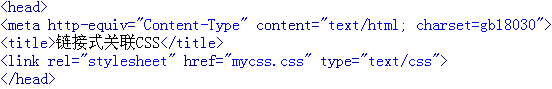 <head>
<meta http-equiv="Content-Type" content="text/html; charset=gb18030">
<title>链接式关联CSS</title>
<link rel="stylesheet" href="mycss.css" type="text/css">
</head>